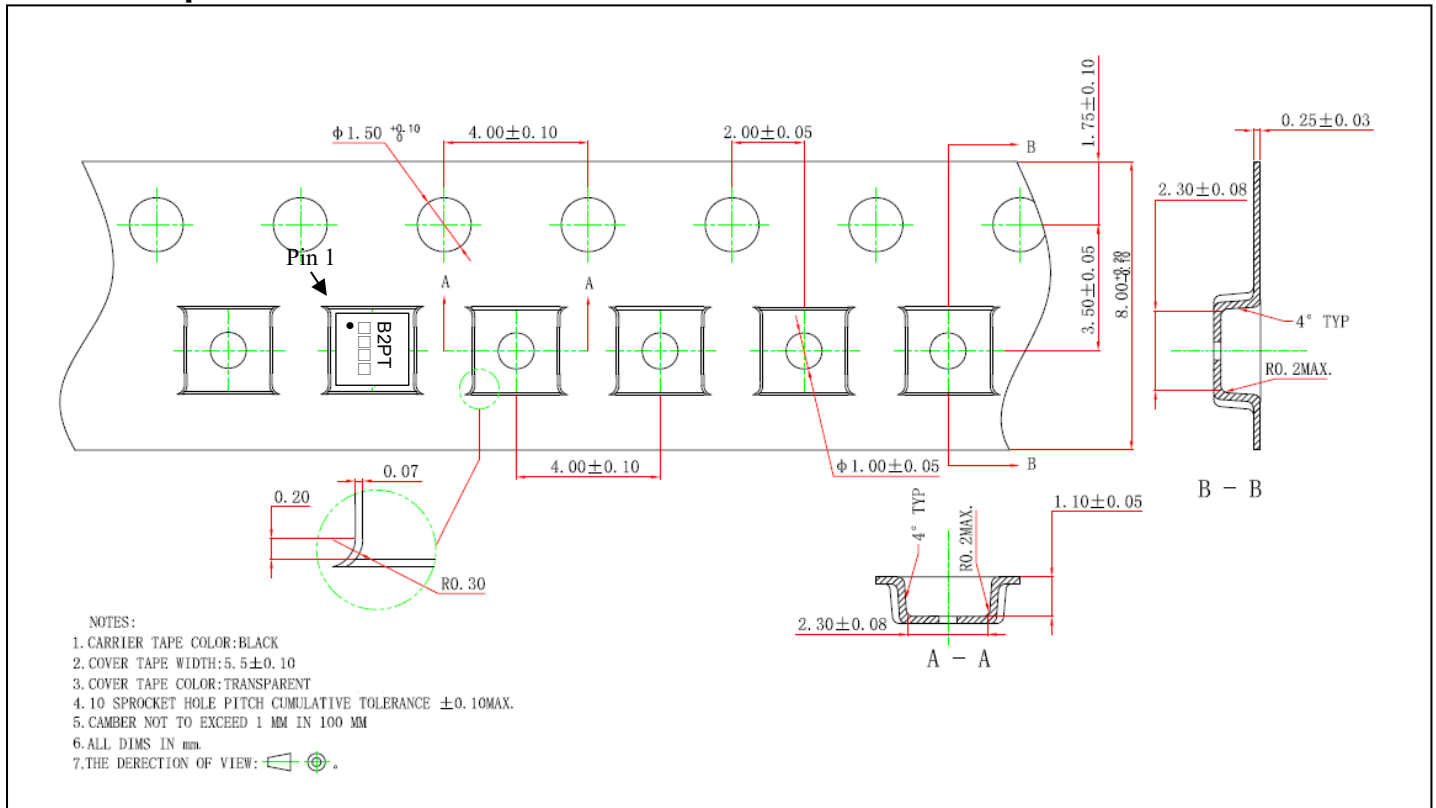 φ1.50 +0.10 0
4.00±0.10
2.00±0.05
1.75±0.10
B
0.25±0.03
2.30±0.08
Pin 1
A
A
3.50±0.05
B2PT
4° TYP
R0.2MAX.
4.00±0.10
φ1.00±0.05
B
B - B
0.07
0.20
R0.30
4° TYP
R0.2MAX.
1.10±0.05
2.30±0.08
A - A
NOTES:
1. CARRIER TAPE COLOR:BLACK
2. COVER TAPE WIDTH:5.5±0.10
3. COVER TAPE COLOR:TRANSPARENT
4. 10 SPROCKET HOLE PITCH CUMULATIVE TOLERANCE ±0.10MAX.
5. CAMBER NOT TO EXCEED 1 MM IN 100 MM
6. ALL DIMS IN mm.
7. THE DERECTION OF VIEW: .